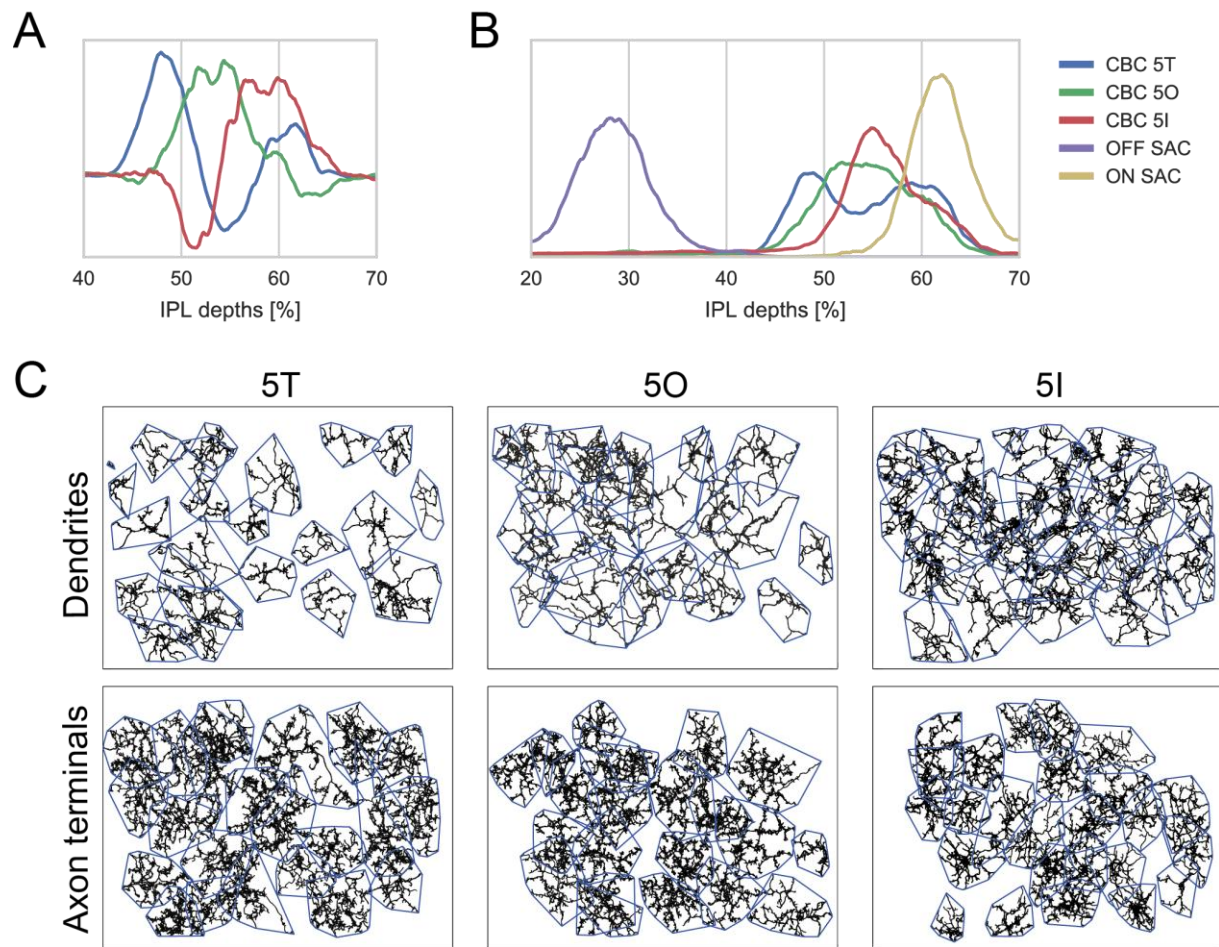 A
B
40 50 60 70
IPL depths [%]
20 30 40 50 60 70
IPL depths [%]
CBC 5T
CBC 5O
CBC 5I
OFF SAC
ON SAC
C
5T 5O 5I
Dendrites
Axon terminals